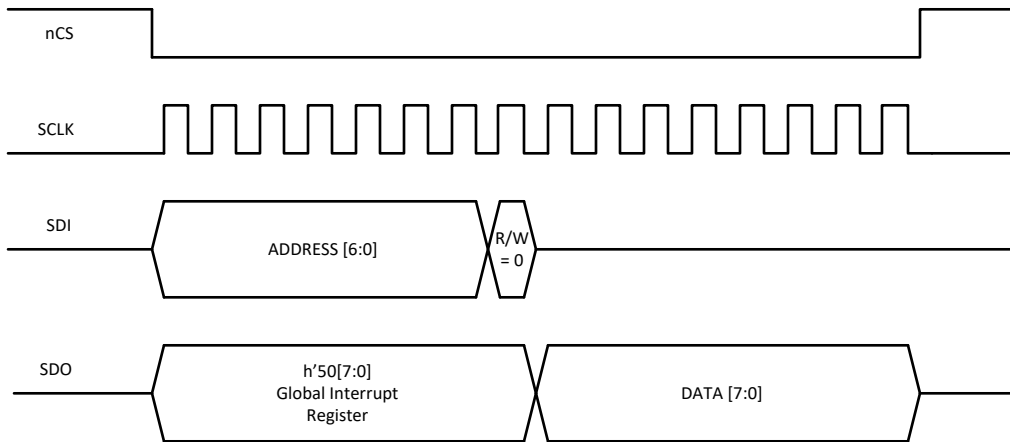 nCS
SCLK
SDI
ADDRESS [6:0]
R/W
= 0
SDO
h’50[7:0]
Global Interrupt
Register
DATA [7:0]